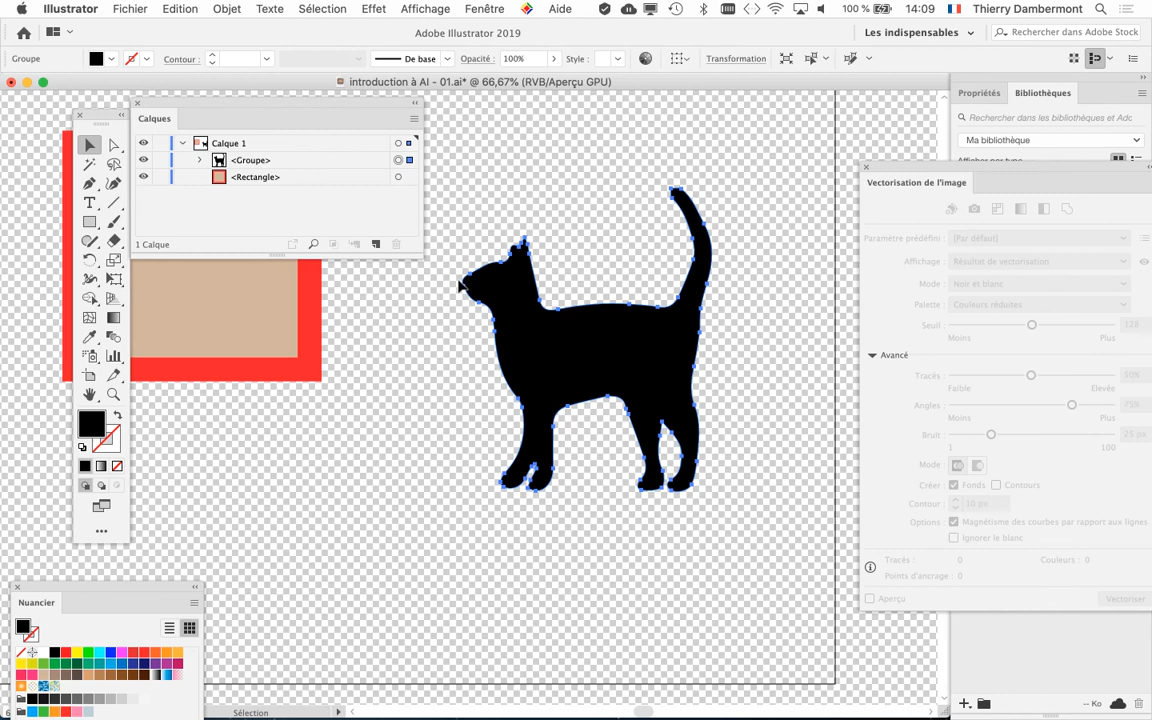 Illustrator Fichier Edition Objet Texte Sélection Effet Affichage Fenêtre Aide 100 % 14:09 Thierry Dambermont
Adobe Illustrator 2019 Les indispensables Rechercher dans Adobe Stock
Groupe Contour : De base Opacité : 100% Style : Transformation
introduction à AI - 01.ai* @ 66,67% (RVB/Aperçu GPU)
Calques
Calque 1
<Groupe>
<Rectangle>
1 Calque
Propriétés Bibliothèques
Rechercher dans les bibliothèques et Adc
Ma bibliothèque
Afficher par type
Vectorisation de l'image
Paramètre prédéfini : [Par défaut]
Affichage : Résultat de vectorisation
Mode : Noir et blanc
Palette : Couleurs réduites
Seuil : 128
Moins Plus
Avancé
Tracés : 50%
Faible Elevée
Angles : 75%
Moins Plus
Bruit : 25 px
1 100
Mode :
Créer : Fonds Contours
Contour : 10 px
Options : Magnétisme des courbes par rapport aux lignes
Ignorer le blanc
Tracés : 0 Couleurs : 0
Points d'ancrage : 0
Aperçu Vectoriser
Nuancier
Sélection
-- Ko